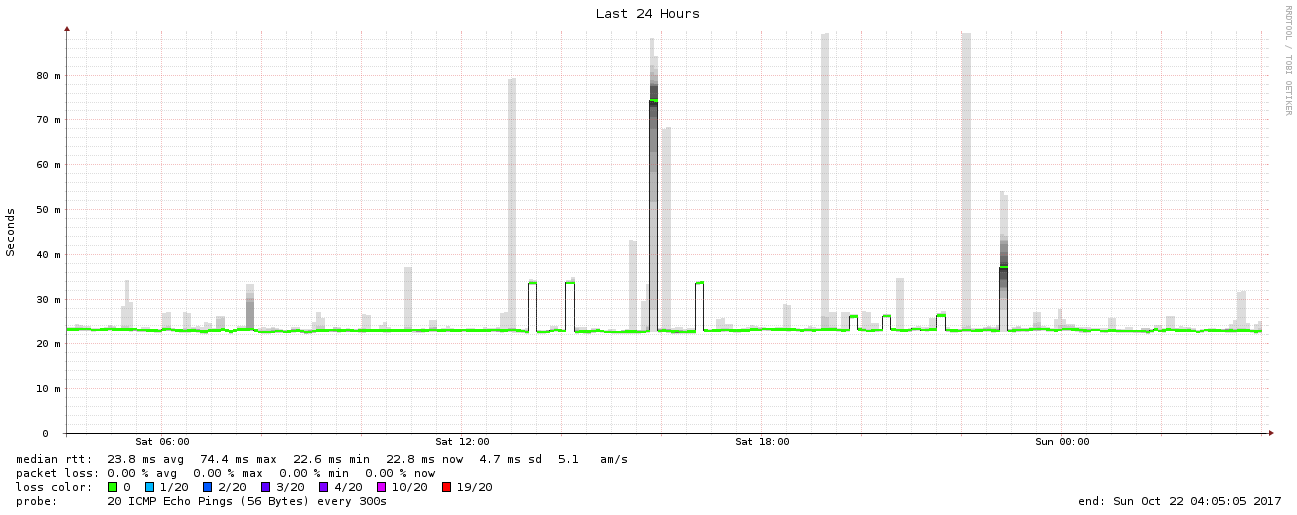 Last 24 Hours
RRDTOOL / TOBI OETIKER
Seconds
80 m
70 m
60 m
50 m
40 m
30 m
20 m
10 m
0
Sat 06:00 Sat 12:00 Sat 18:00 Sun 00:00
median rtt: 23.8 ms avg 74.4 ms max 22.6 ms min 22.8 ms now 4.7 ms sd 5.1 am/s
packet loss: 0.00 % avg 0.00 % max 0.00 % min 0.00 % now
loss color: 0 1/20 2/20 3/20 4/20 10/20 19/20
probe: 20 ICMP Echo Pings (56 Bytes) every 300s end: Sun Oct 22 04:05:05 2017